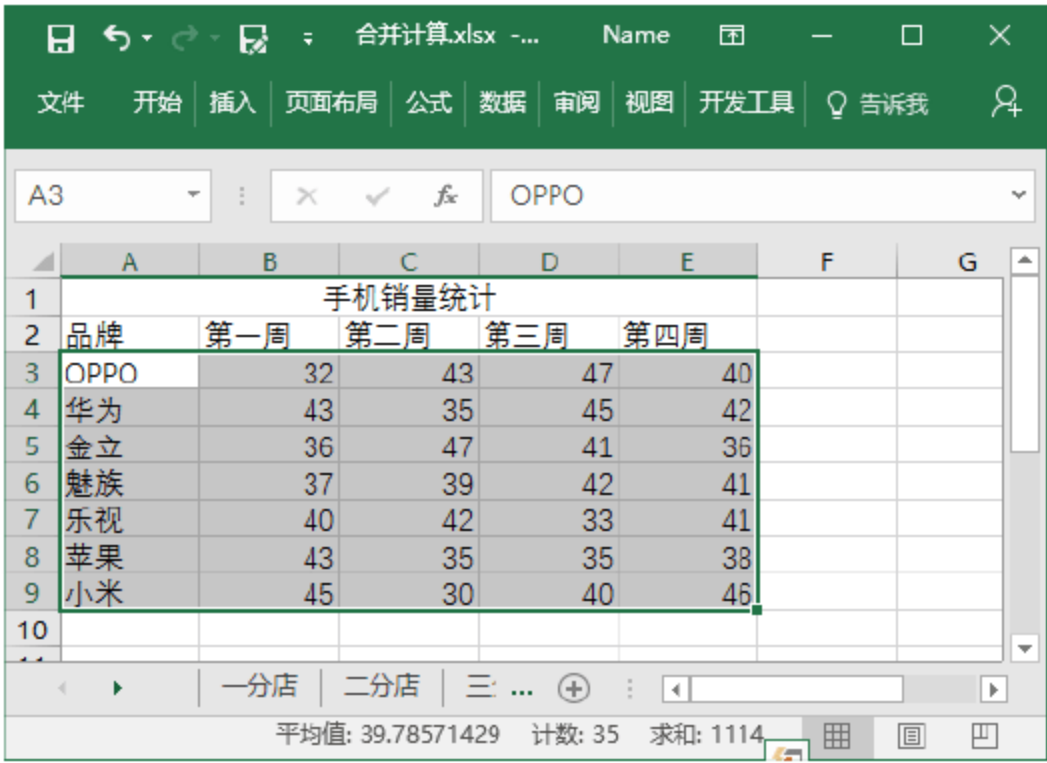 合并计算.xlsx -... Name
文件 开始 插入 页面布局 公式 数据 审阅 视图 开发工具 告诉我
A3 fx OPPO
A B C D E F G
1 手机销量统计
2 品牌 第一周 第二周 第三周 第四周
3 OPPO 32 43 47 40
4 华为 43 35 45 42
5 金立 36 47 41 36
6 魅族 37 39 42 41
7 乐视 40 42 33 41
8 苹果 43 35 35 38
9 小米 45 30 40 46
10
一分店 二分店 三 ...
平均值: 39.78571429 计数: 35 求和: 1114